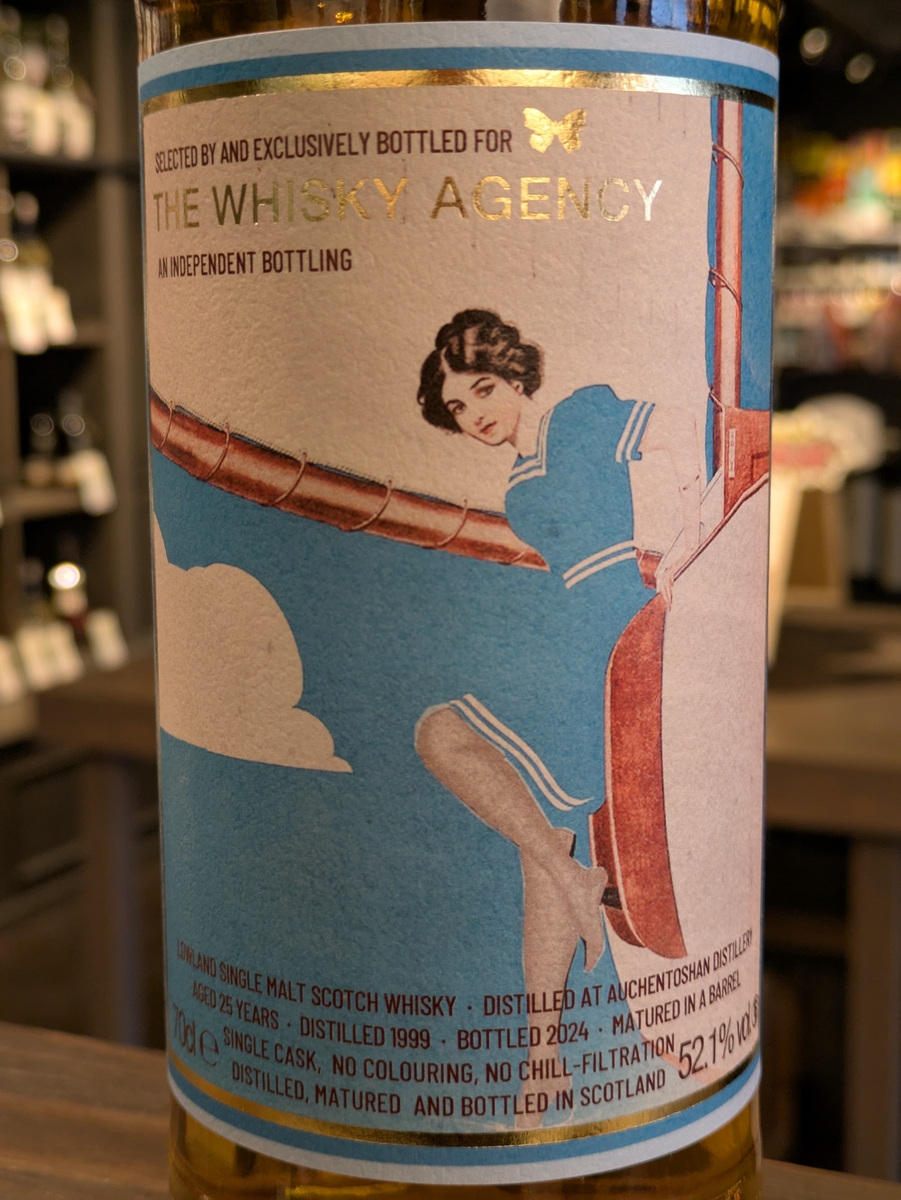 SELECTED BY AND EXCLUSIVELY BOTTLED FOR
THE WHISKY AGENCY
AN INDEPENDENT BOTTLING
LOWLAND SINGLE MALT SCOTCH WHISKY · DISTILLED AT AUCHENTOSHAN DISTILLERY
AGED 25 YEARS · DISTILLED 1999 · BOTTLED 2024 · MATURED IN A BARREL
70cl e SINGLE CASK, NO COLOURING, NO CHILL-FILTRATION 52.1% vol
DISTILLED, MATURED AND BOTTLED IN SCOTLAND